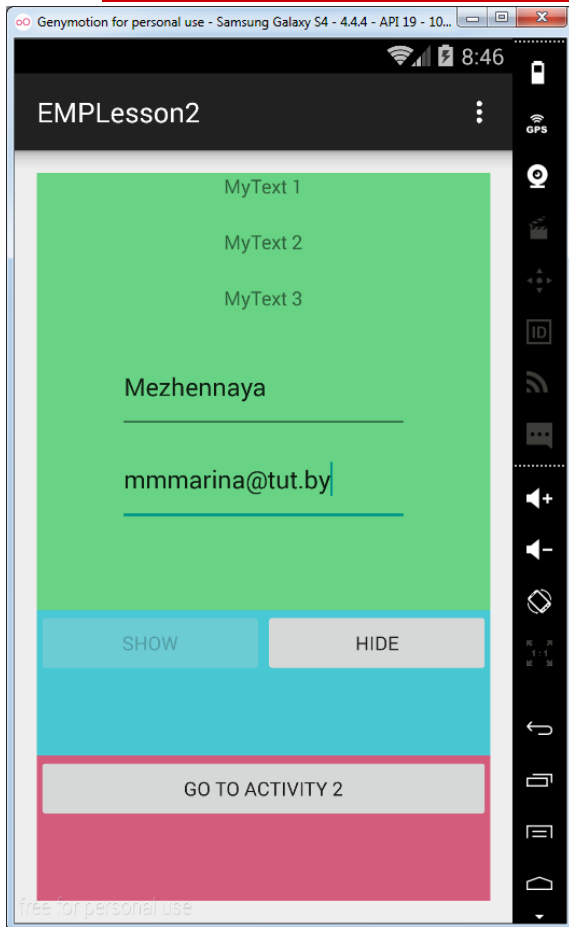 Genymotion for personal use - Samsung Galaxy S4 - 4.4.4 - API 19 - 10...
8:46
GPS
EMPLesson2
MyText 1
MyText 2
MyText 3
ID
Mezhennaya
mmmarina@tut.by
SHOW
HIDE
1:1
GO TO ACTIVITY 2
free for personal use